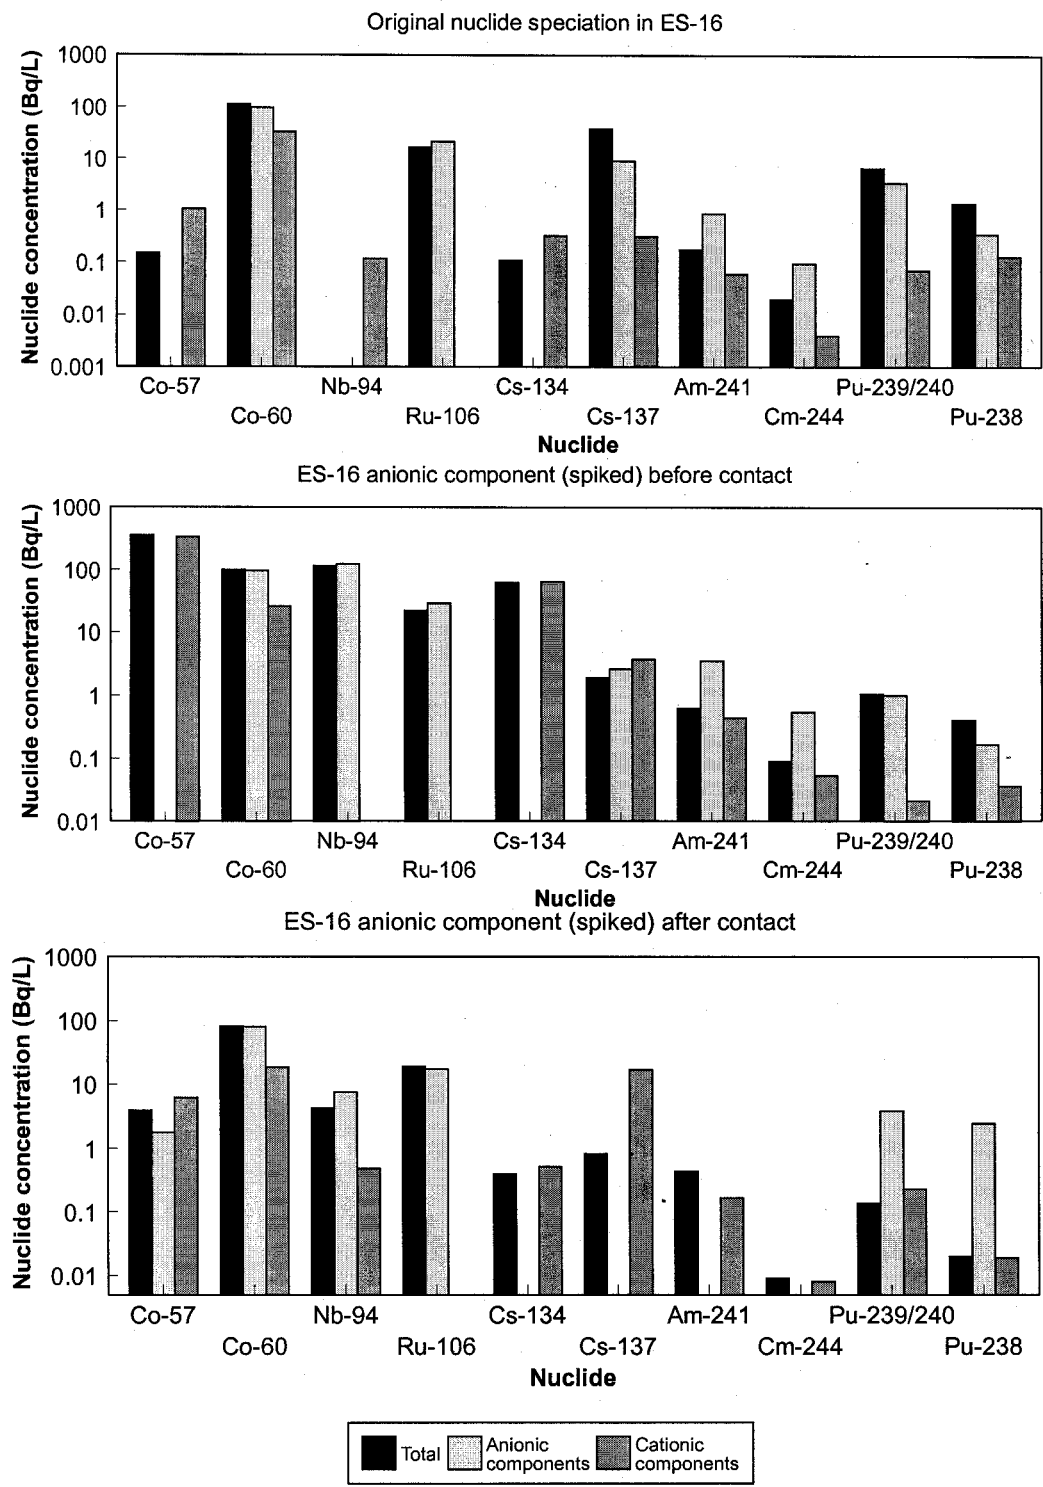 Original nuclide speciation in ES-16
Nuclide concentration (Bq/L)
1000
100
10
1
0.1
0.01
0.001
Co-57 Nb-94 Cs-134 Am-241 Pu-239/240
Co-60 Ru-106 Cs-137 Cm-244 Pu-238
Nuclide
ES-16 anionic component (spiked) before contact
Nuclide concentration (Bq/L)
1000
100
10
1
0.1
0.01
Co-57 Nb-94 Cs-134 Am-241 Pu-239/240
Co-60 Ru-106 Cs-137 Cm-244 Pu-238
Nuclide
ES-16 anionic component (spiked) after contact
Nuclide concentration (Bq/L)
1000
100
10
1
0.1
0.01
Co-57 Nb-94 Cs-134 Am-241 Pu-239/240
Co-60 Ru-106 Cs-137 Cm-244 Pu-238
Nuclide
Total
Anionic
components
Cationic
components